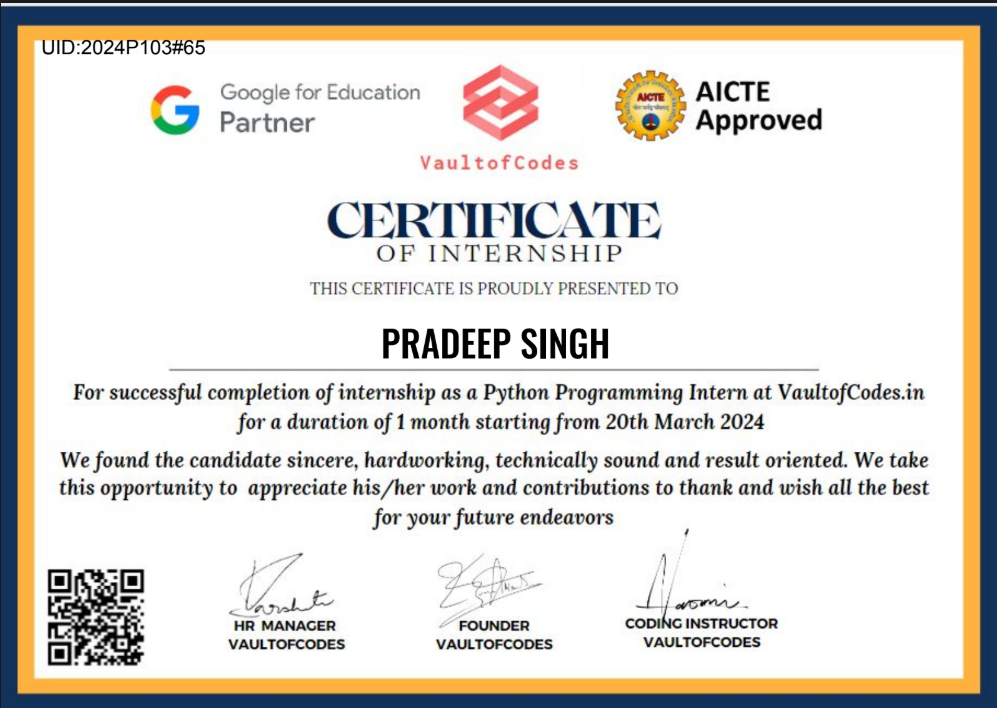 UID:2024P103#65
Google for Education
Partner
VaultofCodes
AICTE
AICTE
Approved
CERTIFICATE
OF INTERNSHIP
THIS CERTIFICATE IS PROUDLY PRESENTED TO
PRADEEP SINGH
For successful completion of internship as a Python Programming Intern at VaultofCodes.in
for a duration of 1 month starting from 20th March 2024
We found the candidate sincere, hardworking, technically sound and result oriented. We take
this opportunity to appreciate his/her work and contributions to thank and wish all the best
for your future endeavors
HR MANAGER
VAULTOFCODES
FOUNDER
VAULTOFCODES
CODING INSTRUCTOR
VAULTOFCODES